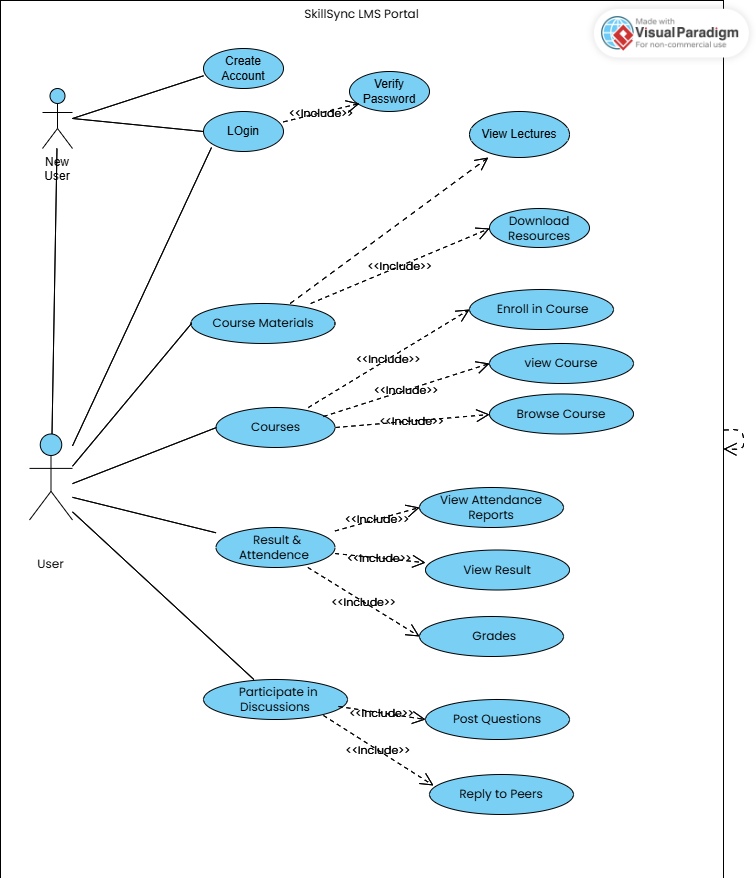 SkillSync LMS Portal
Made with
VisualParadigm
For non-commercial use
Create
Account
Verify
Password
<<Include>>
LOgin
View Lectures
New
User
Download
Resources
<<Include>>
Enroll in Course
Course Materials
<<Include>>
view Course
<<Include>>
Browse Course
<<Include>>
Courses
View Attendance
Reports
<<Include>>
Result &
Attendence
<<Include>>
View Result
User
<<Include>>
Grades
Participate in
Discussions
<<Include>>
Post Questions
<<Include>>
Reply to Peers